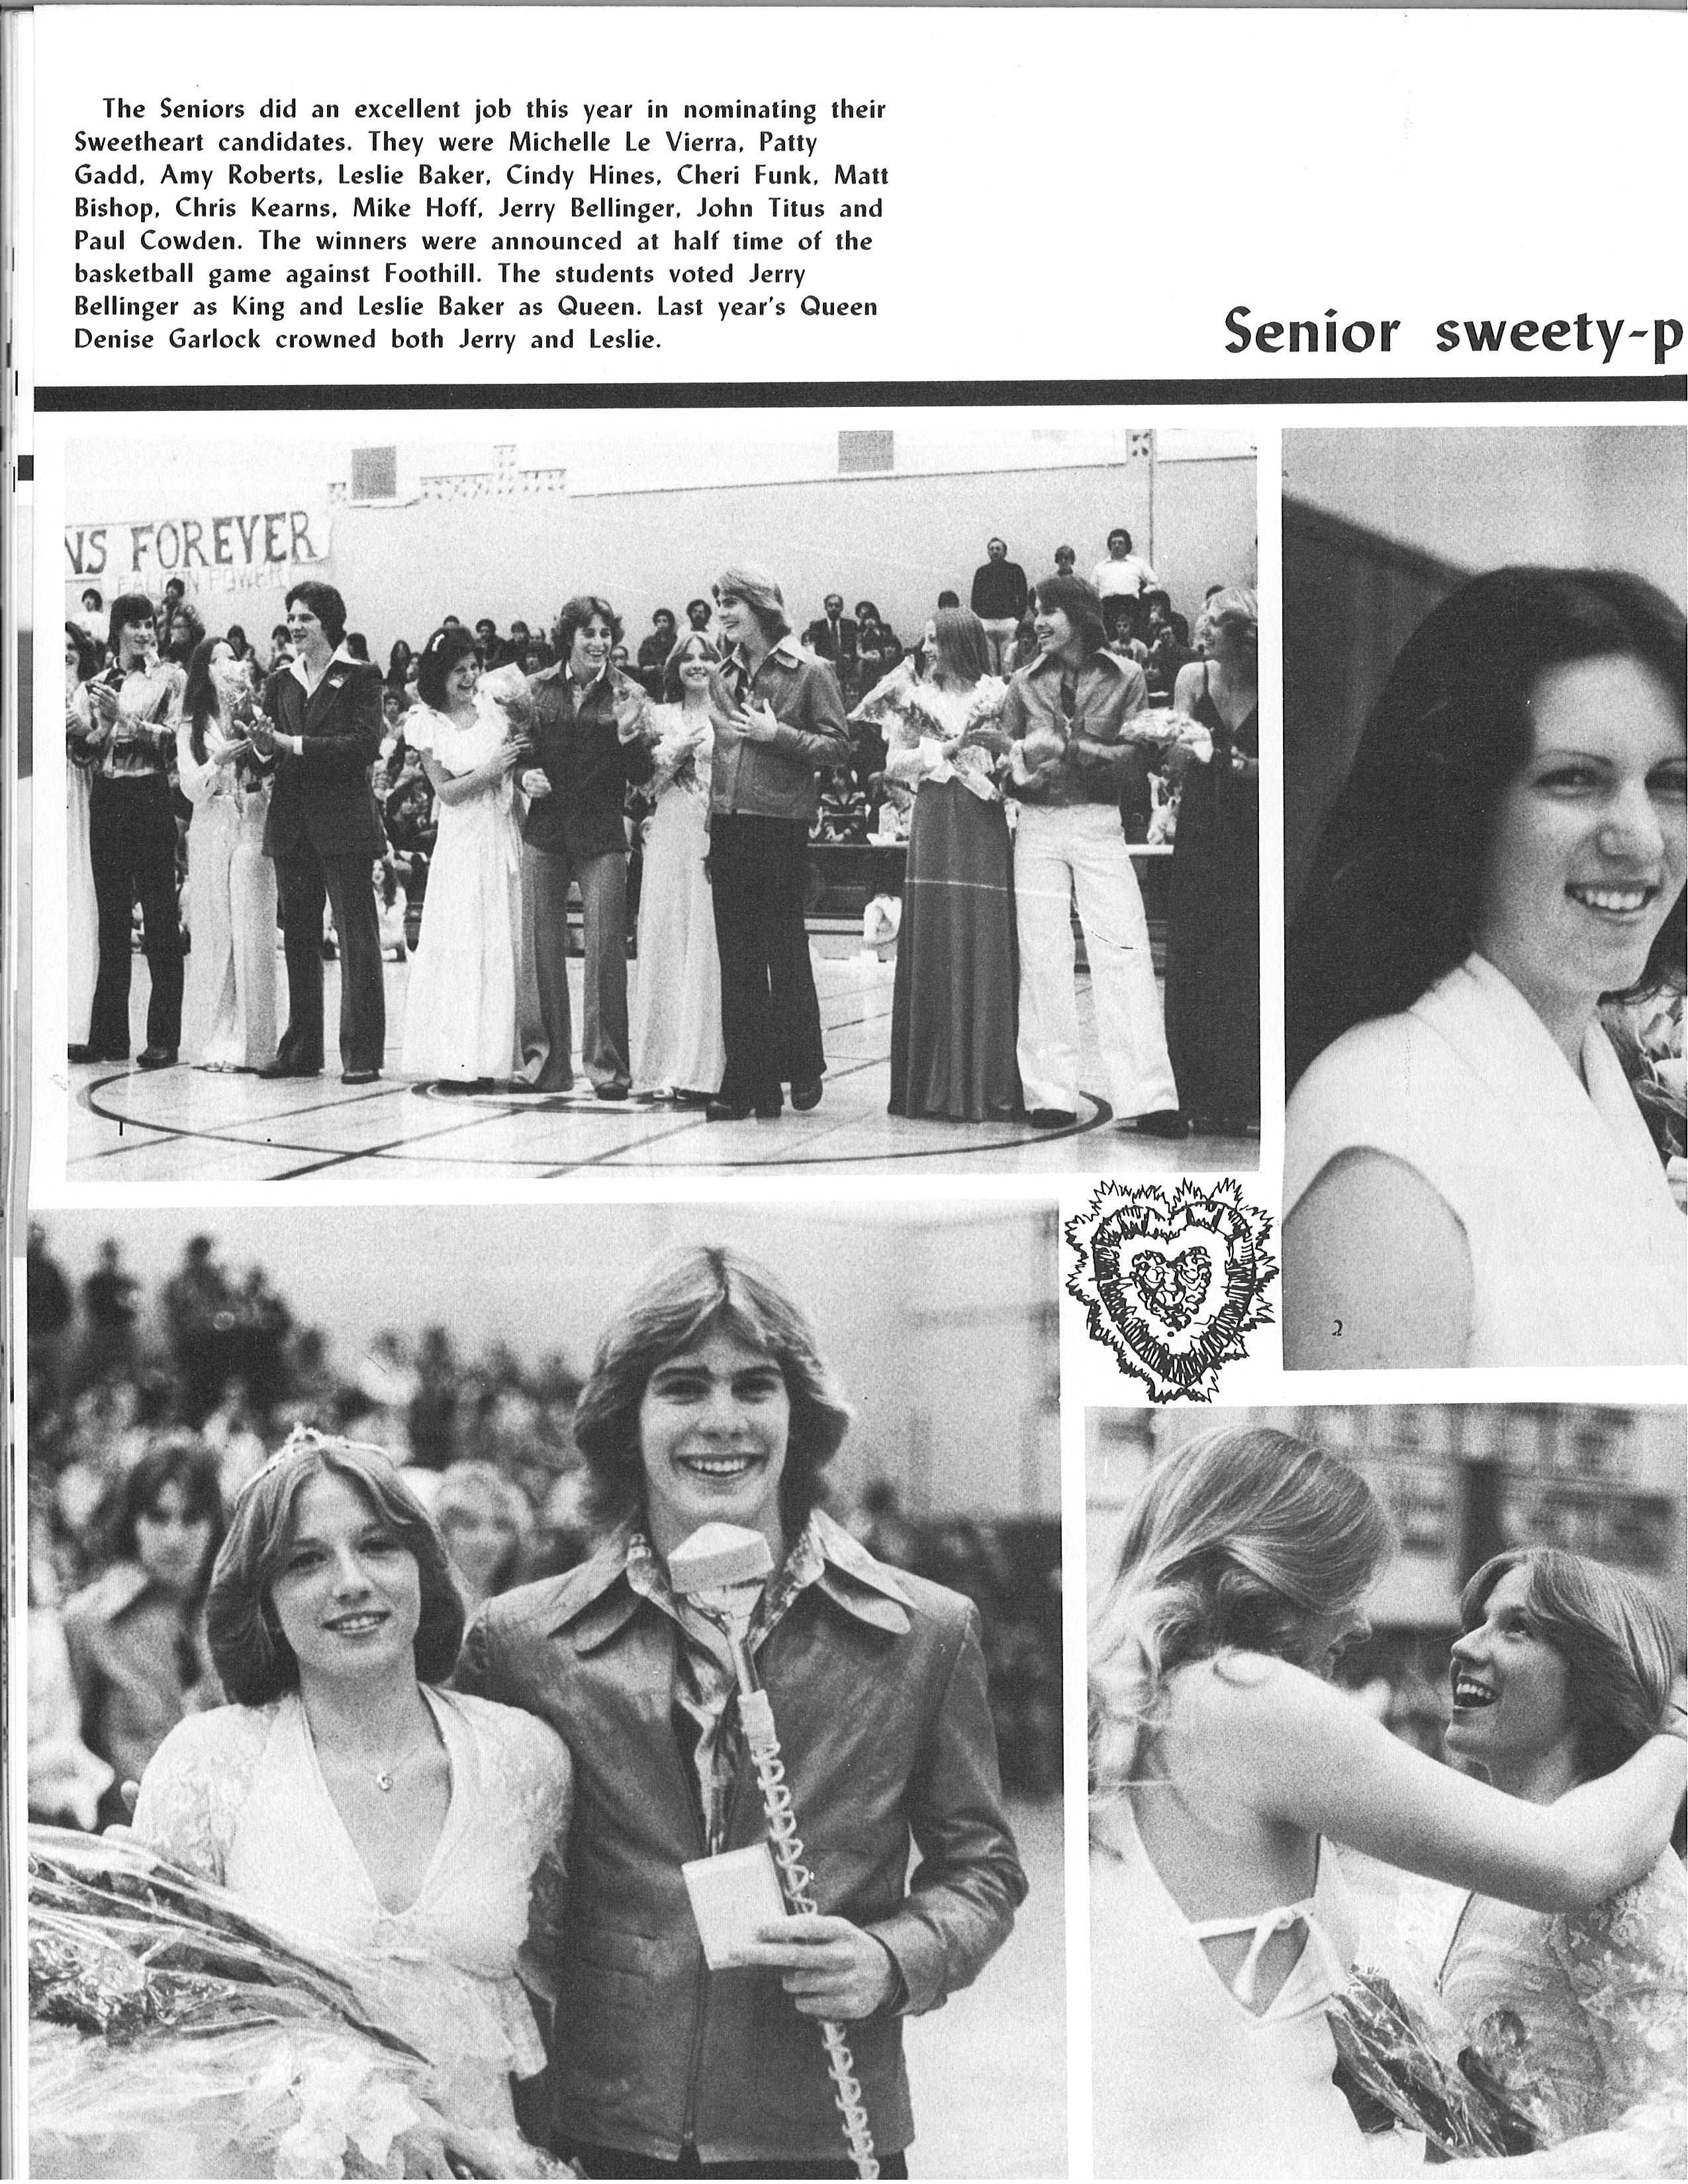 The Seniors did an excellent job this year in nominating their
Sweetheart candidates. They were Michelle Le Vierra, Patty
Gadd, Amy Roberts, Leslie Baker, Cindy Hines, Cheri Funk, Matt
Bishop, Chris Kearns, Mike Hoff, Jerry Bellinger, John Titus and
Paul Cowden. The winners were announced at half time of the
basketball game against Foothill. The students voted Jerry
Bellinger as King and Leslie Baker as Queen. Last year's Queen
Denise Garlock crowned both Jerry and Leslie.
Senior sweety-p
NS FOREVER
FALCON POWER
1
2